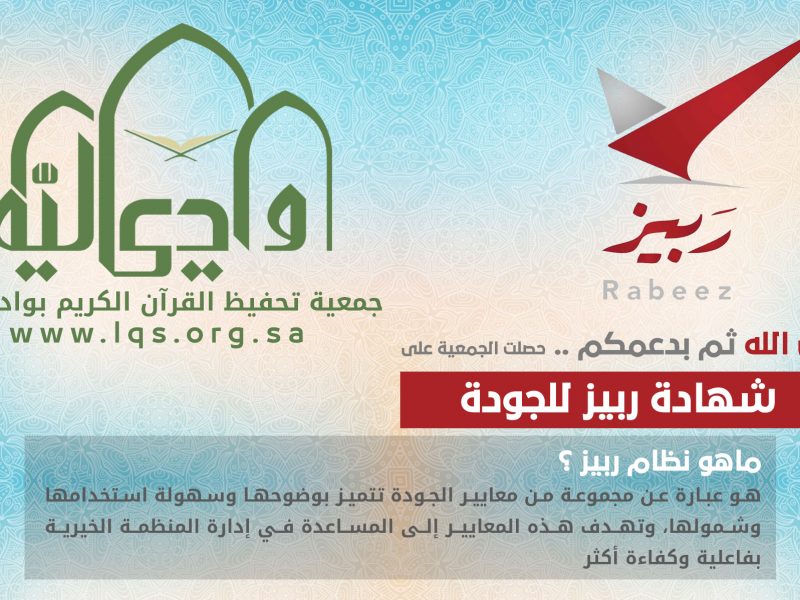 وادي الليث
جمعية تحفيظ القرآن الكريم
www.lqs.org.sa
رَبيز
Rabeez
الله ثم بدعمكم .. حصلت الجمعية على
شهادة ربيز للجودة
ماهو نظام ربيز ؟
هو عبارة عن مجموعة من معايير الجودة تتميز بوضوحها وسهولة استخدامها
وشمولها، وتهدف هذه المعايير إلى المساعدة في إدارة المنظمة الخيرية
بفاعلية وكفاءة أكثر